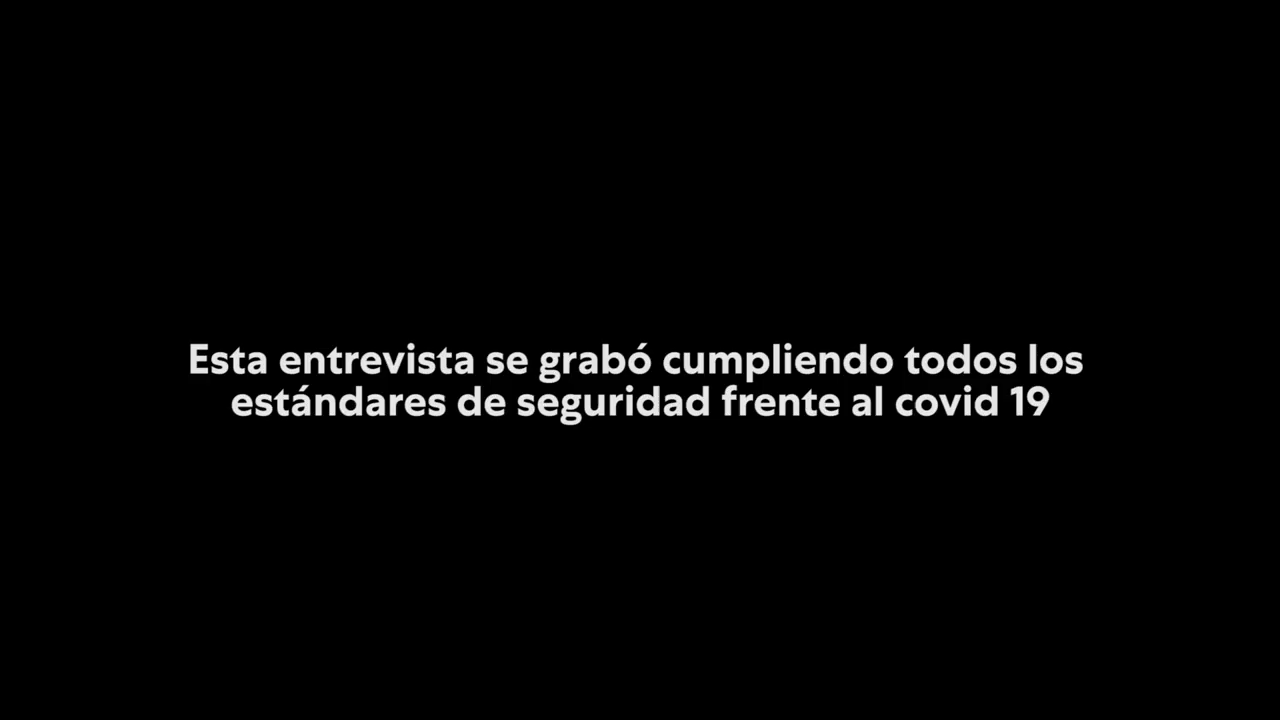 Esta entrevista se grabó cumpliendo todos los
estándares de seguridad frente al covid 19